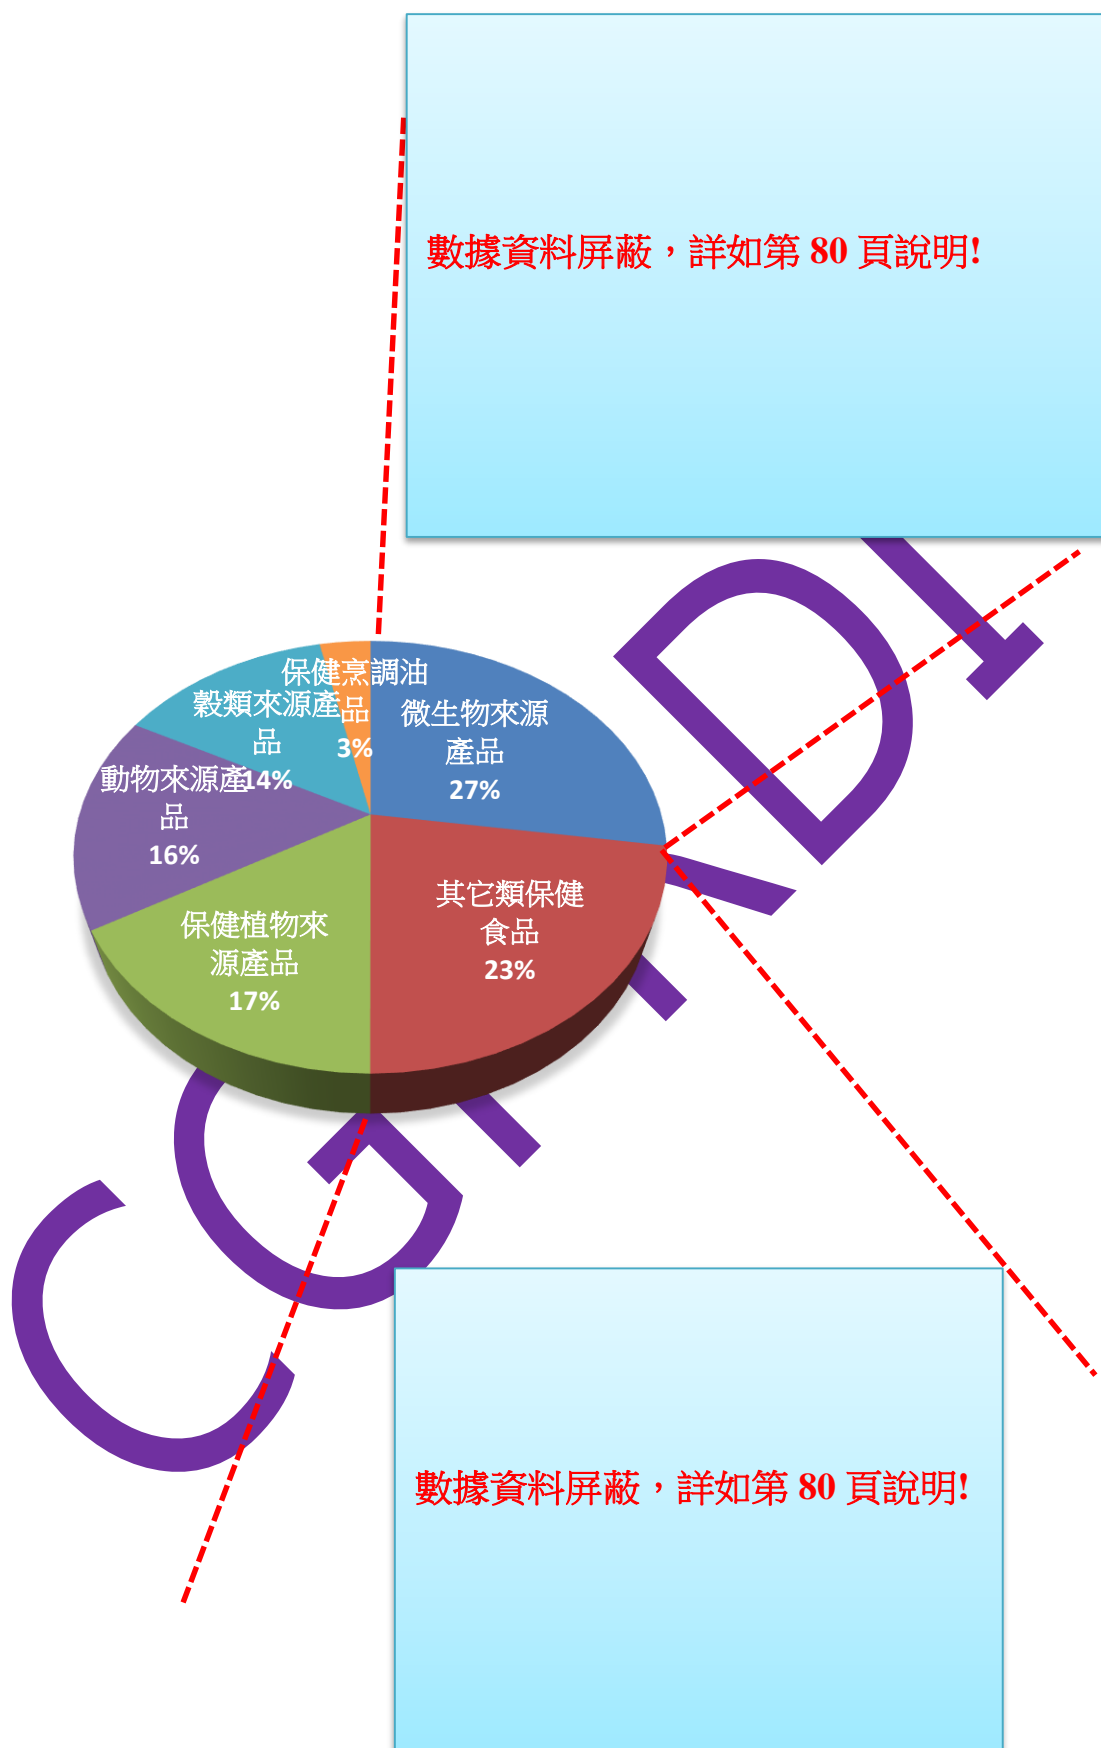 數據資料屏蔽，詳如第 80 頁說明!
保健烹調油
品
3%
穀類來源產
品
14%
微生物來源
產品
27%
動物來源產
品
16%
其它類保健
食品
23%
保健植物來
源產品
17%
數據資料屏蔽，詳如第 80 頁說明!